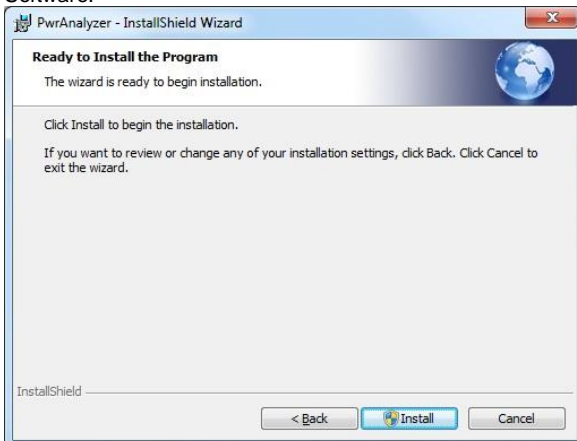 PwrAnalyzer - InstallShield Wizard
Ready to Install the Program
The wizard is ready to begin installation.
Click Install to begin the installation.
If you want to review or change any of your installation settings, click Back. Click Cancel to
exit the wizard.
InstallShield
< Back
Install
Cancel